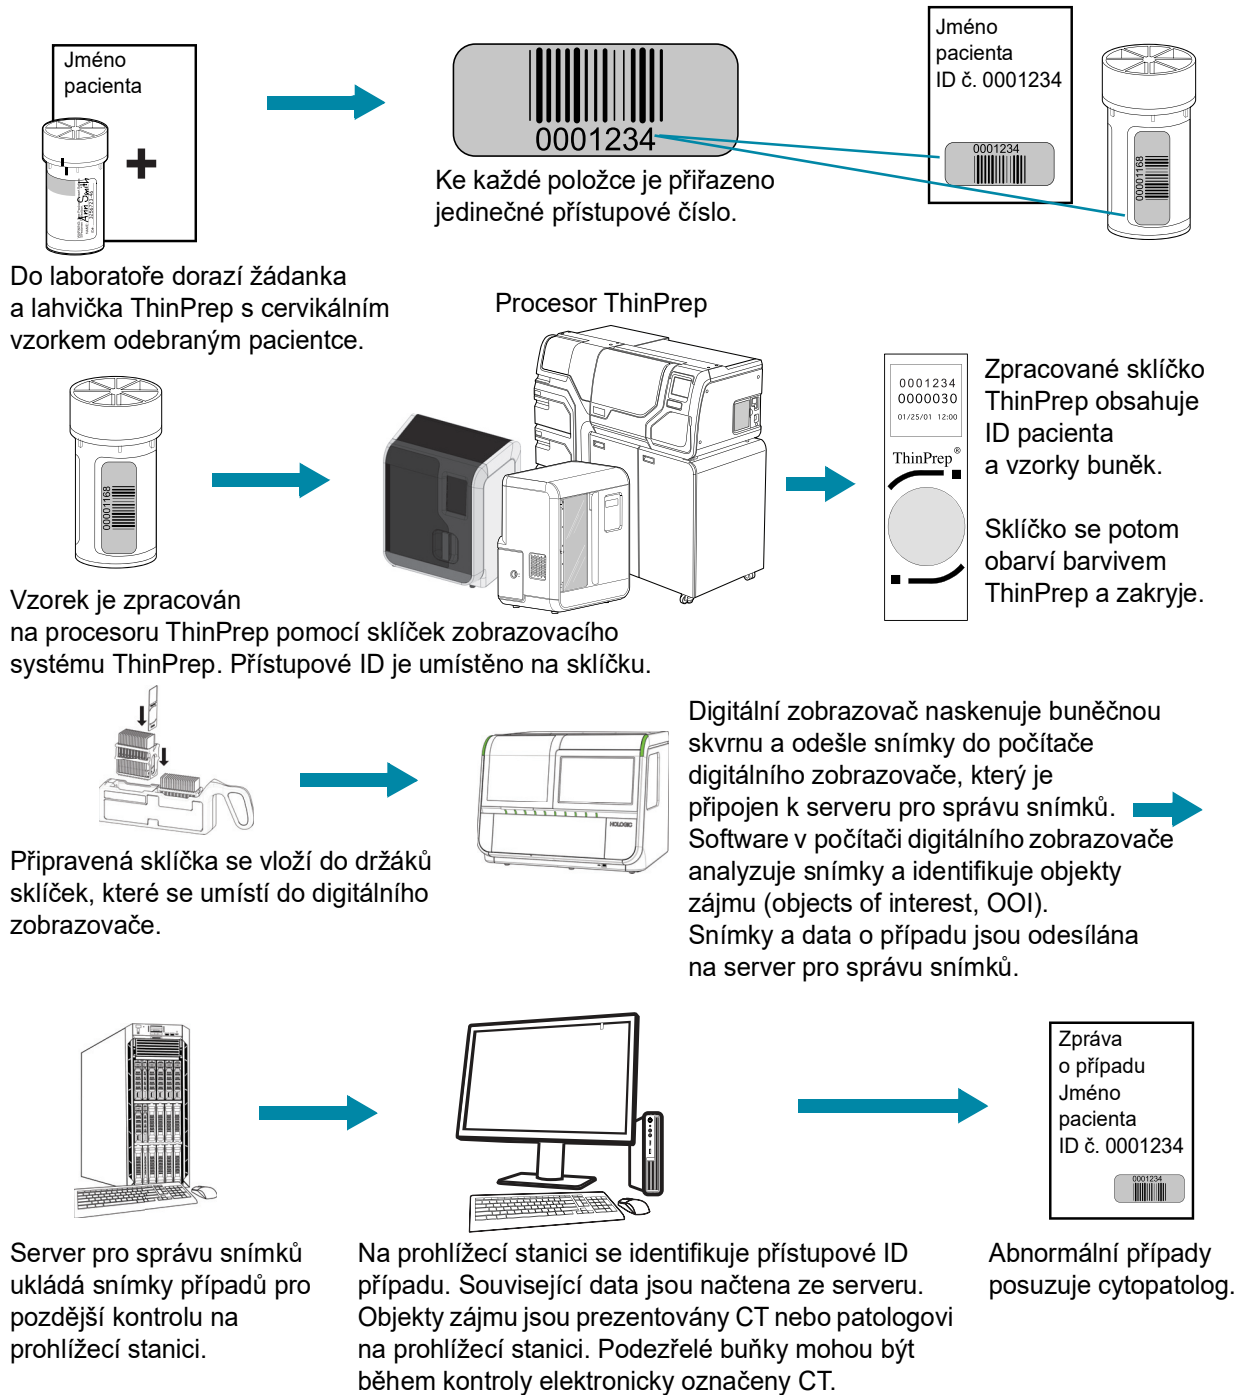 Jméno
pacienta
Ann Smith
0001234
Ke každé položce je přiřazeno
jedinečné přístupové číslo.
Jméno
pacienta
ID č. 0001234
0001234
00001168
Do laboratoře dorazí žádanka
a lahvička ThinPrep s cervikálním
vzorkem odebraným pacientce.
Procesor ThinPrep
00001168
0001234
0000030
01/25/01 12:00
ThinPrep®
Zpracované sklíčko
ThinPrep obsahuje
ID pacienta
a vzorky buněk.
Sklíčko se potom
obarví barvivem
ThinPrep a zakryje.
Vzorek je zpracován
na procesoru ThinPrep pomocí sklíček zobrazovacího
systému ThinPrep. Přístupové ID je umístěno na sklíčku.
HOLOGIC
Připravená sklíčka se vloží do držáků
sklíček, které se umístí do digitálního
zobrazovače.
Digitální zobrazovač naskenuje buněčnou
skvrnu a odešle snímky do počítače
digitálního zobrazovače, který je
připojen k serveru pro správu snímků.
Software v počítači digitálního zobrazovače
analyzuje snímky a identifikuje objekty
zájmu (objects of interest, OOI).
Snímky a data o případu jsou odesílána
na server pro správu snímků.
Server pro správu snímků
ukládá snímky případů pro
pozdější kontrolu na
prohlížecí stanici.
Na prohlížecí stanici se identifikuje přístupové ID
případu. Související data jsou načtena ze serveru.
Objekty zájmu jsou prezentovány CT nebo patologovi
na prohlížecí stanici. Podezřelé buňky mohou být
během kontroly elektronicky označeny CT.
Zpráva
o případu
Jméno
pacienta
ID č. 0001234
0001234
Abnormální případy
posuzuje cytopatolog.